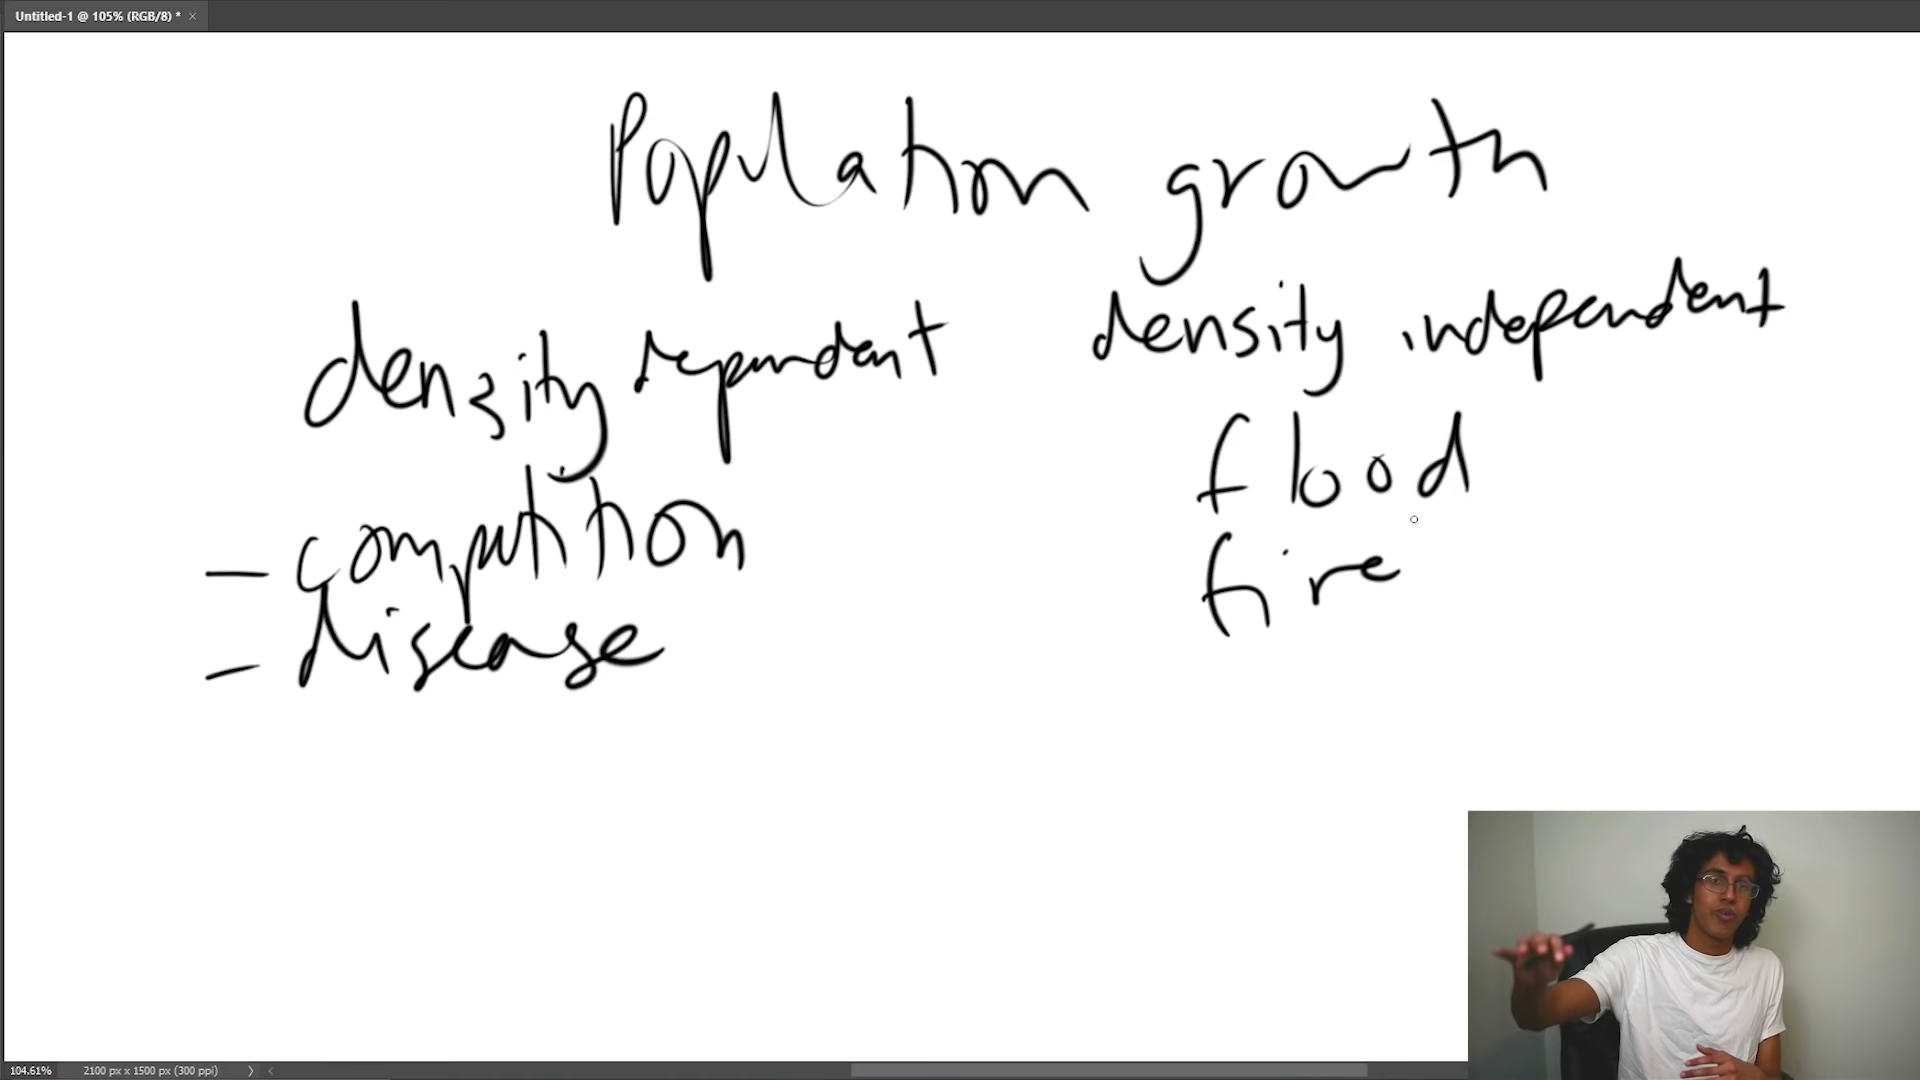 Untitled-1 @ 105% (RGB/8) * ×
Population growth
density dependent
density independent
- competition
- disease
flood
fire
104.61%
2100 px x 1500 px (300 ppi)